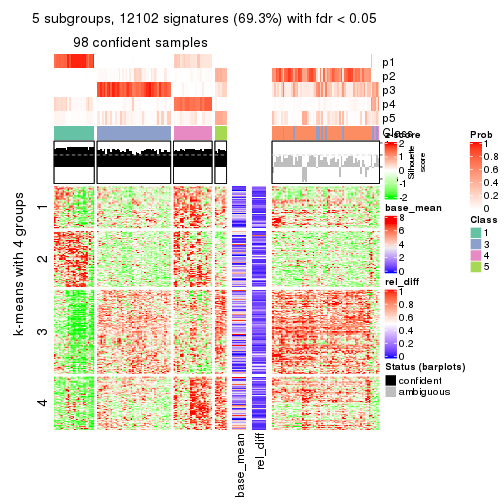 5 subgroups, 12102 signatures (69.3%) with fdr < 0.05
98 confident samples
p1
p2
p3
p4
p5
Class
z-score
2
1
0
-1
-2
Silhouette
score
base_mean
8
6
4
2
0
rel_diff
1
0.8
0.6
0.4
0.2
0
Status (barplots)
confident
ambiguous
Prob
1
0.8
0.6
0.4
0.2
0
Class
1
3
4
5
k-means with 4 groups
1
2
3
4
base_mean
rel_diff